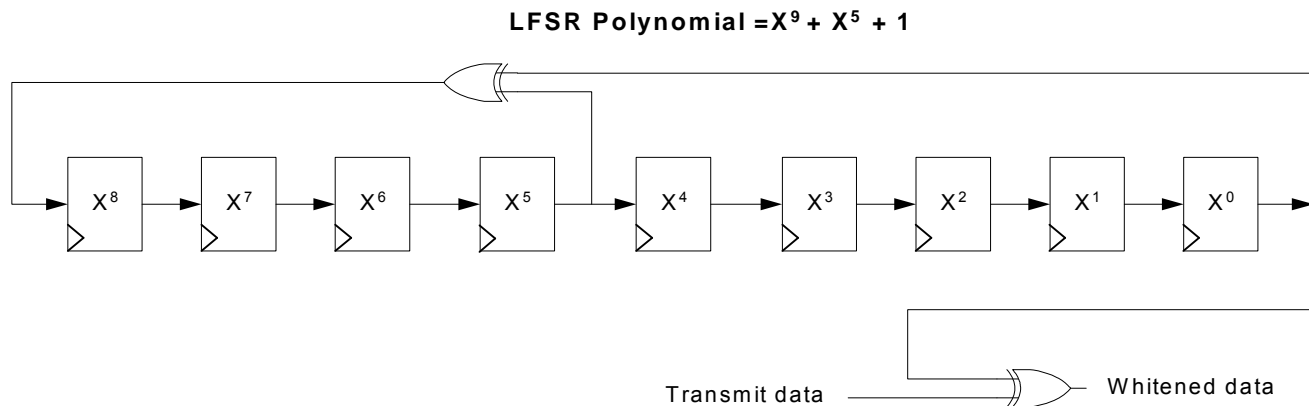 LFSR Polynomial =X⁹ + X⁵ + 1
X⁸ X⁷ X⁶ X⁵ X⁴ X³ X² X¹ X⁰
Transmit data
Whitened data